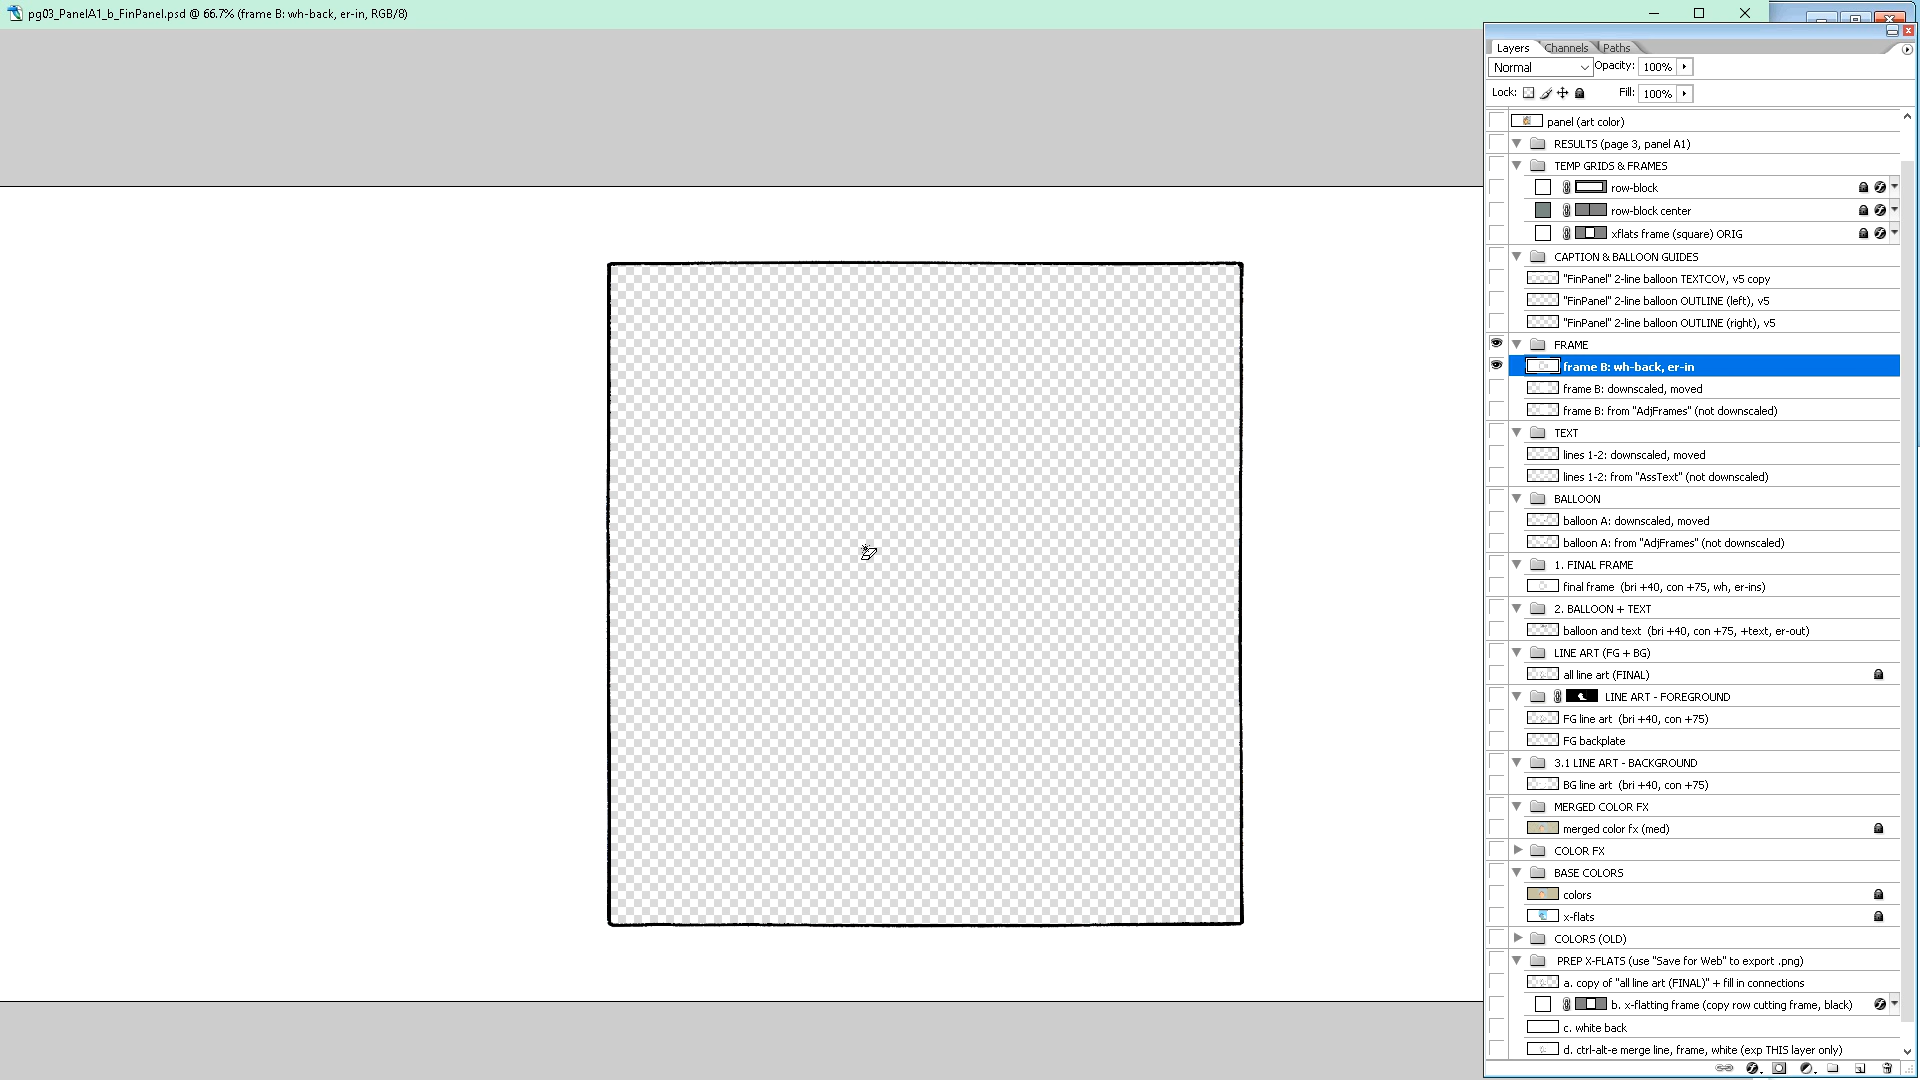 pg03_PanelA1_b_FinPanel.psd @ 66.7% (frame B: wh-back, er-in, RGB/8)
Layers Channels Paths
Normal Opacity: 100%
Lock: Fill: 100%
panel (art color)
RESULTS (page 3, panel A1)
TEMP GRIDS & FRAMES
row-block
row-block center
xflats frame (square) ORIG
CAPTION & BALLOON GUIDES
"FinPanel" 2-line balloon TEXTCOV, v5 copy
"FinPanel" 2-line balloon OUTLINE (left), v5
"FinPanel" 2-line balloon OUTLINE (right), v5
FRAME
frame B: wh-back, er-in
frame B: downscaled, moved
frame B: from "AdjFrames" (not downscaled)
TEXT
lines 1-2: downscaled, moved
lines 1-2: from "AssText" (not downscaled)
BALLOON
balloon A: downscaled, moved
balloon A: from "AdjFrames" (not downscaled)
1. FINAL FRAME
final frame (bri +40, con +75, wh, er-ins)
2. BALLOON + TEXT
balloon and text (bri +40, con +75, +text, er-out)
LINE ART (FG + BG)
all line art (FINAL)
LINE ART - FOREGROUND
FG line art (bri +40, con +75)
FG backplate
3.1 LINE ART - BACKGROUND
BG line art (bri +40, con +75)
MERGED COLOR FX
merged color fx (med)
COLOR FX
BASE COLORS
colors
x-flats
COLORS (OLD)
PREP X-FLATS (use "Save for Web" to export .png)
a. copy of "all line art (FINAL)" + fill in connections
b. x-flatting frame (copy row cutting frame, black)
c. white back
d. ctrl-alt-e merge line, frame, white (exp THIS layer only)